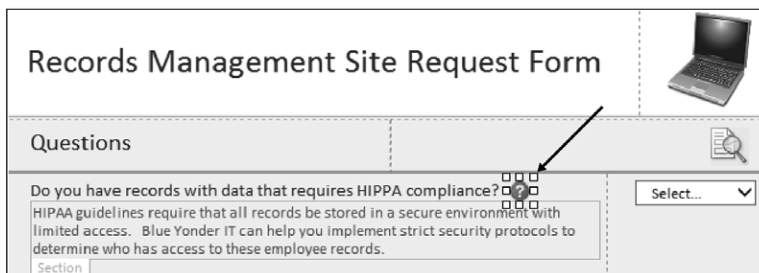 Records Management Site Request Form
Questions
Do you have records with data that requires HIPPA compliance? ?
Select...
HIPAA guidelines require that all records be stored in a secure environment with
limited access. Blue Yonder IT can help you implement strict security protocols to
determine who has access to these employee records.
Section